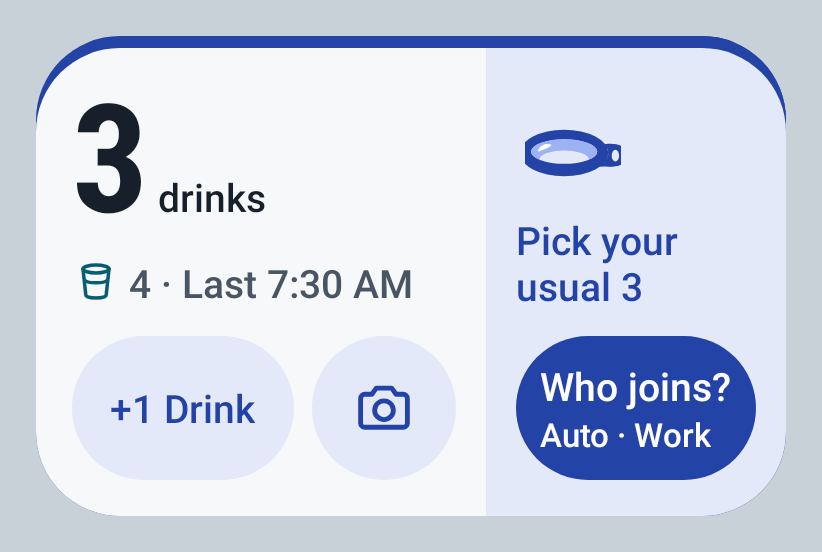 3 drinks
4 · Last 7:30 AM
+1 Drink
Pick your
usual 3
Who joins?
Auto · Work